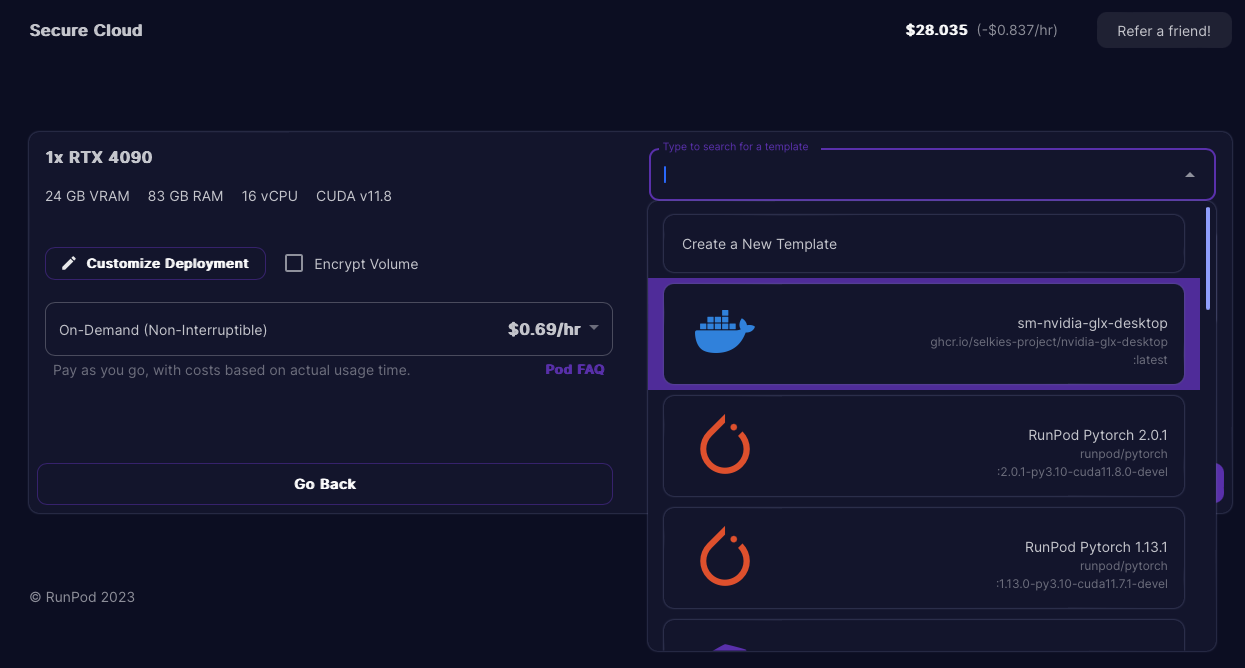 Secure Cloud
$28.035 (-$0.837/hr)
Refer a friend!
1x RTX 4090
24 GB VRAM 83 GB RAM 16 vCPU CUDA v11.8
Customize Deployment
Encrypt Volume
On-Demand (Non-Interruptible)
$0.69/hr
Pay as you go, with costs based on actual usage time.
Pod FAQ
Go Back
Type to search for a template
Create a New Template
sm-nvidia-glx-desktop
ghcr.io/selkies-project/nvidia-glx-desktop
:latest
RunPod Pytorch 2.0.1
runpod/pytorch
:2.0.1-py3.10-cuda11.8.0-devel
RunPod Pytorch 1.13.1
runpod/pytorch
:1.13.0-py3.10-cuda11.7.1-devel
© RunPod 2023